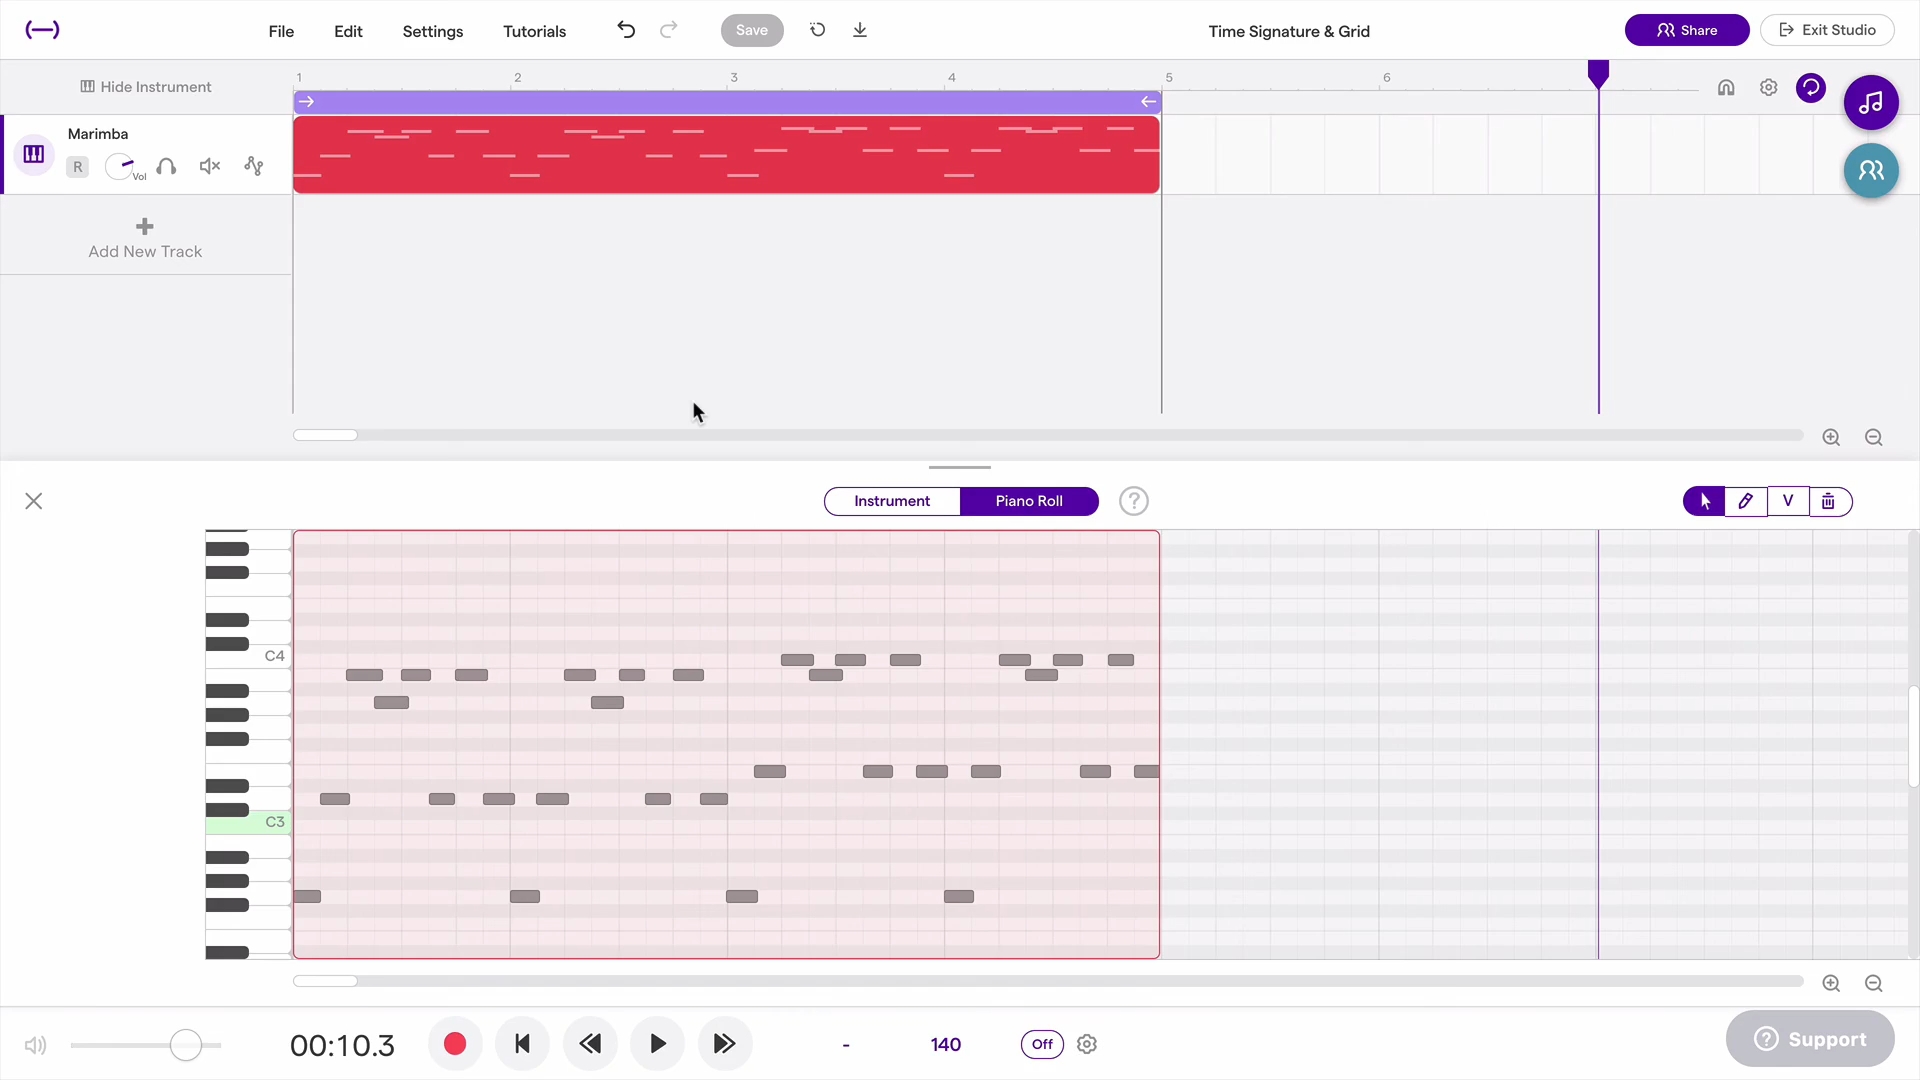 File Edit Settings Tutorials Save Time Signature & Grid Share Exit Studio
Hide Instrument 1 2 3 4 5 6
Marimba
R Vol
Add New Track
Instrument Piano Roll ? V
C4
C3
00:10.3 - 140 Off ? Support